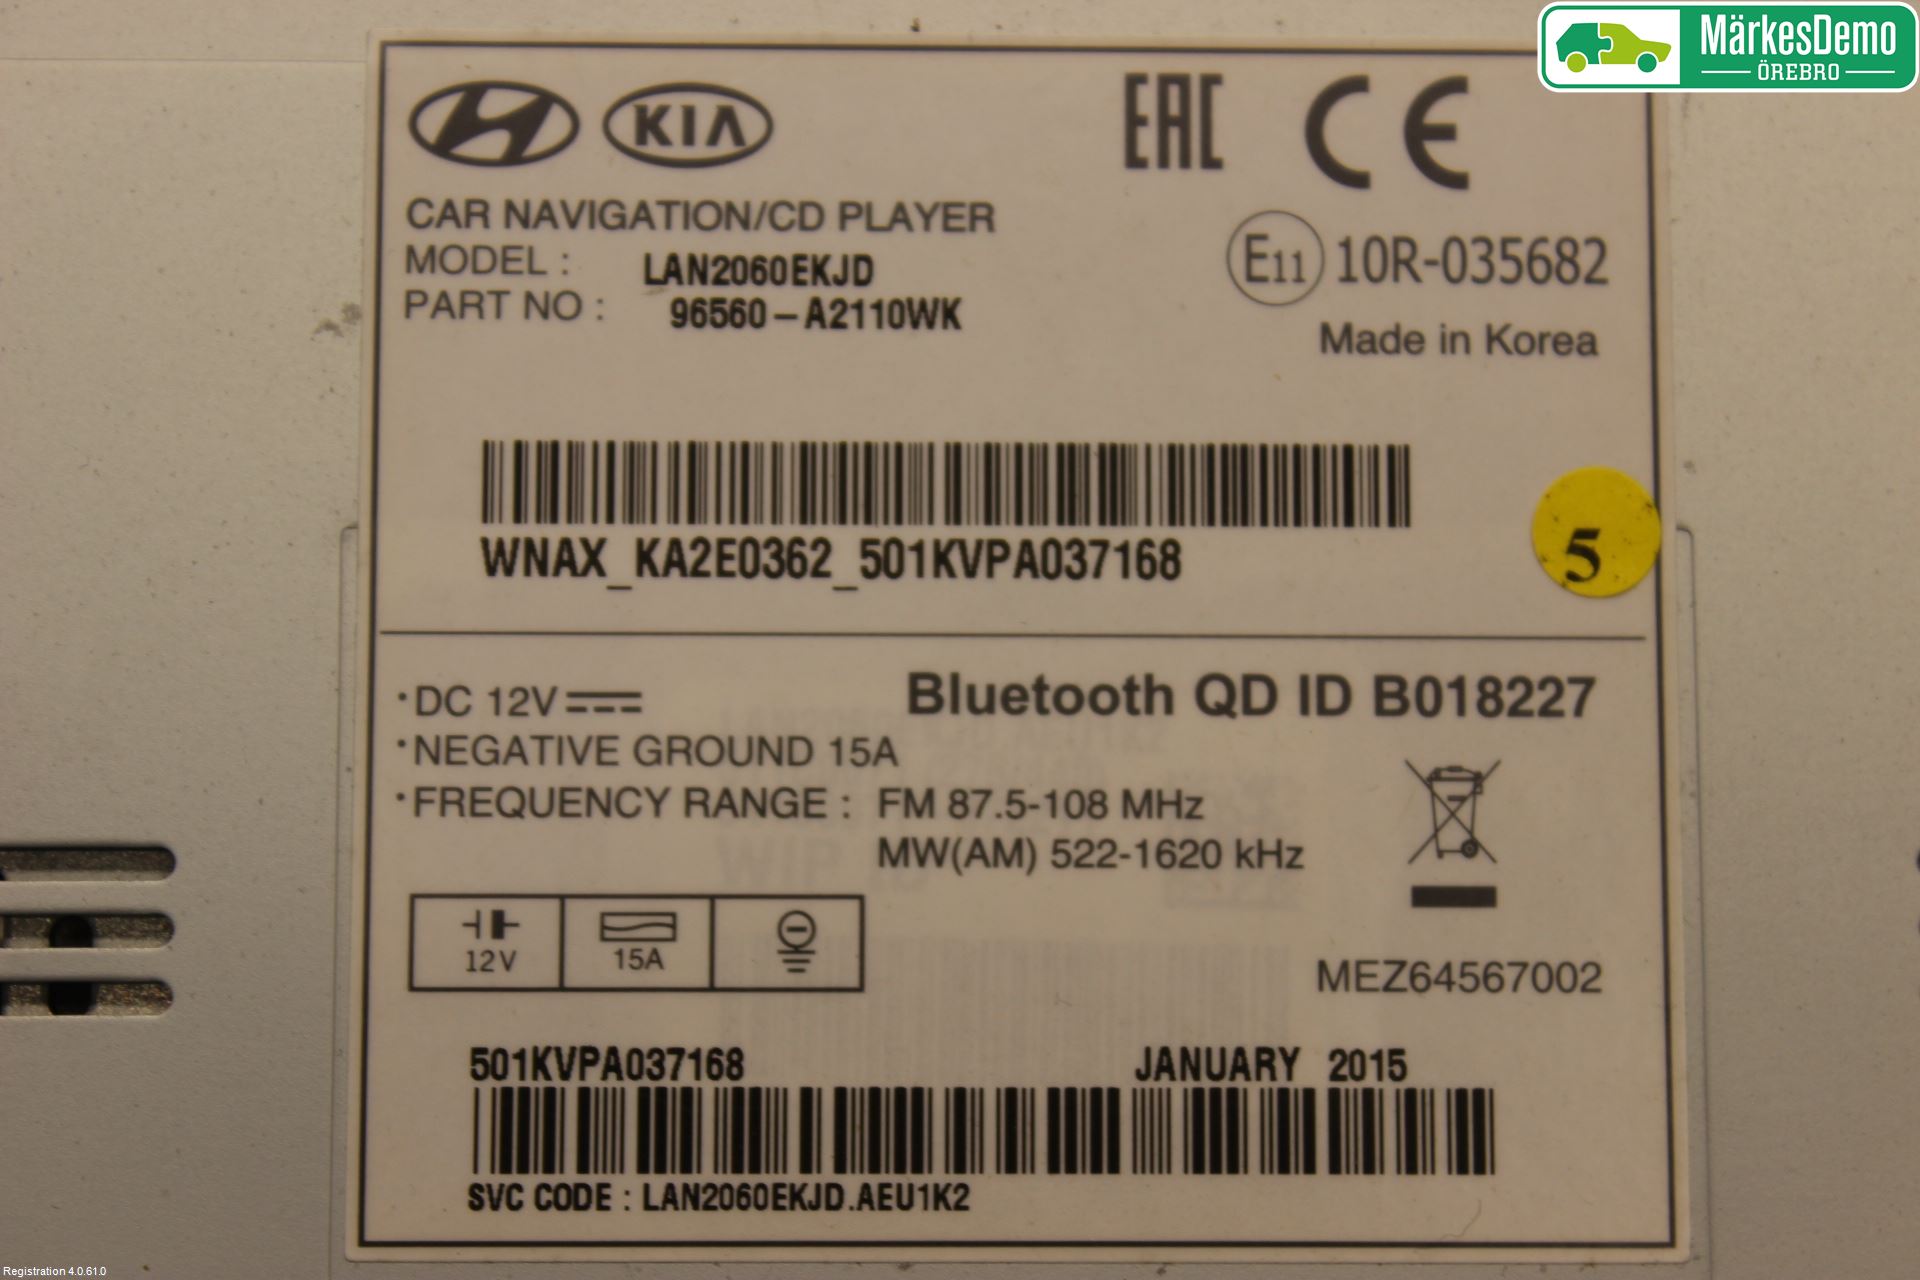 MärkesDemo
ÖREBRO
KIA
EAC CE
CAR NAVIGATION/CD PLAYER
MODEL : LAN2060EKJD
PART NO : 96560-A2110WK
E11 10R-035682
Made in Korea
WNAX_KA2E0362_501KVPA037168
5
·DC 12V
Bluetooth QD ID B018227
·NEGATIVE GROUND 15A
·FREQUENCY RANGE : FM 87.5-108 MHz
MW(AM) 522-1620 kHz
12V 15A
MEZ64567002
501KVPA037168 JANUARY 2015
SVC CODE : LAN2060EKJD.AEU1K2
Registration 4.0.61.0